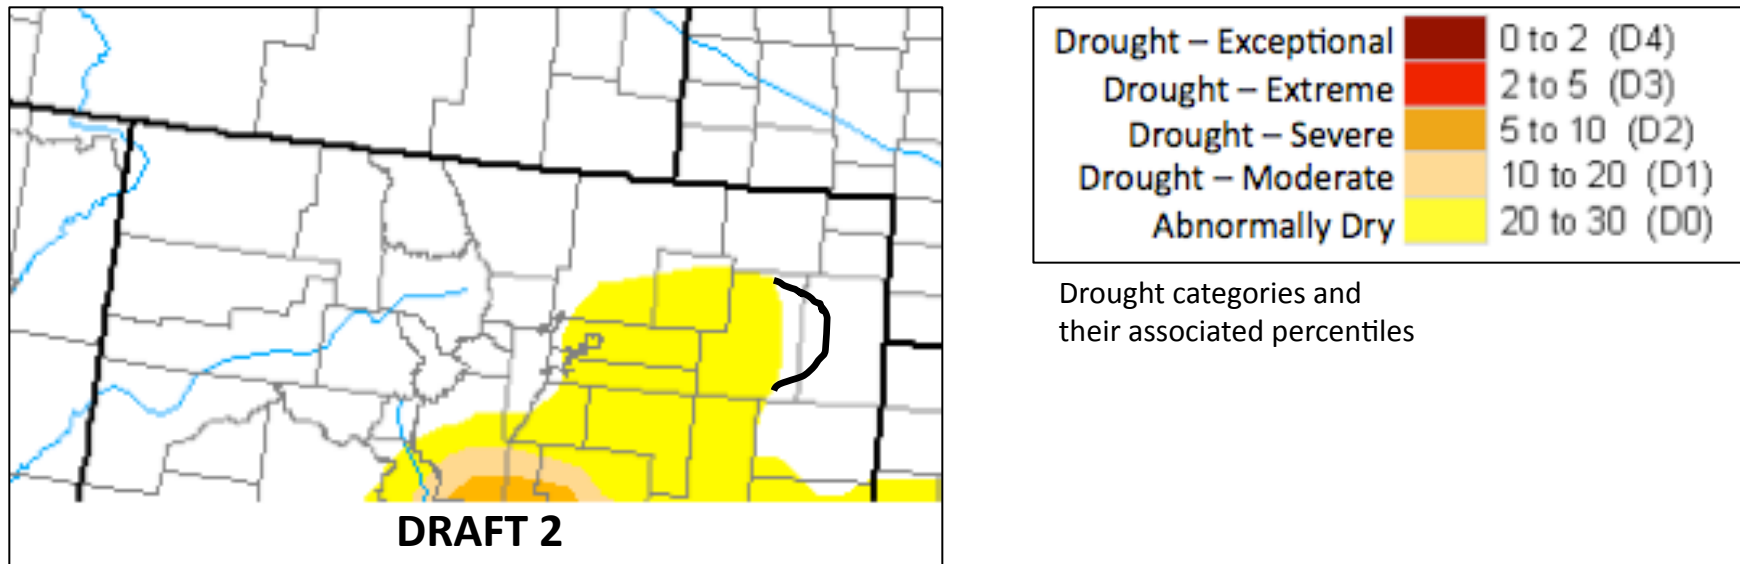 Drought – Exceptional 0 to 2 (D4)
Drought – Extreme 2 to 5 (D3)
Drought – Severe 5 to 10 (D2)
Drought – Moderate 10 to 20 (D1)
Abnormally Dry 20 to 30 (D0)
Drought categories and
their associated percentiles
DRAFT 2